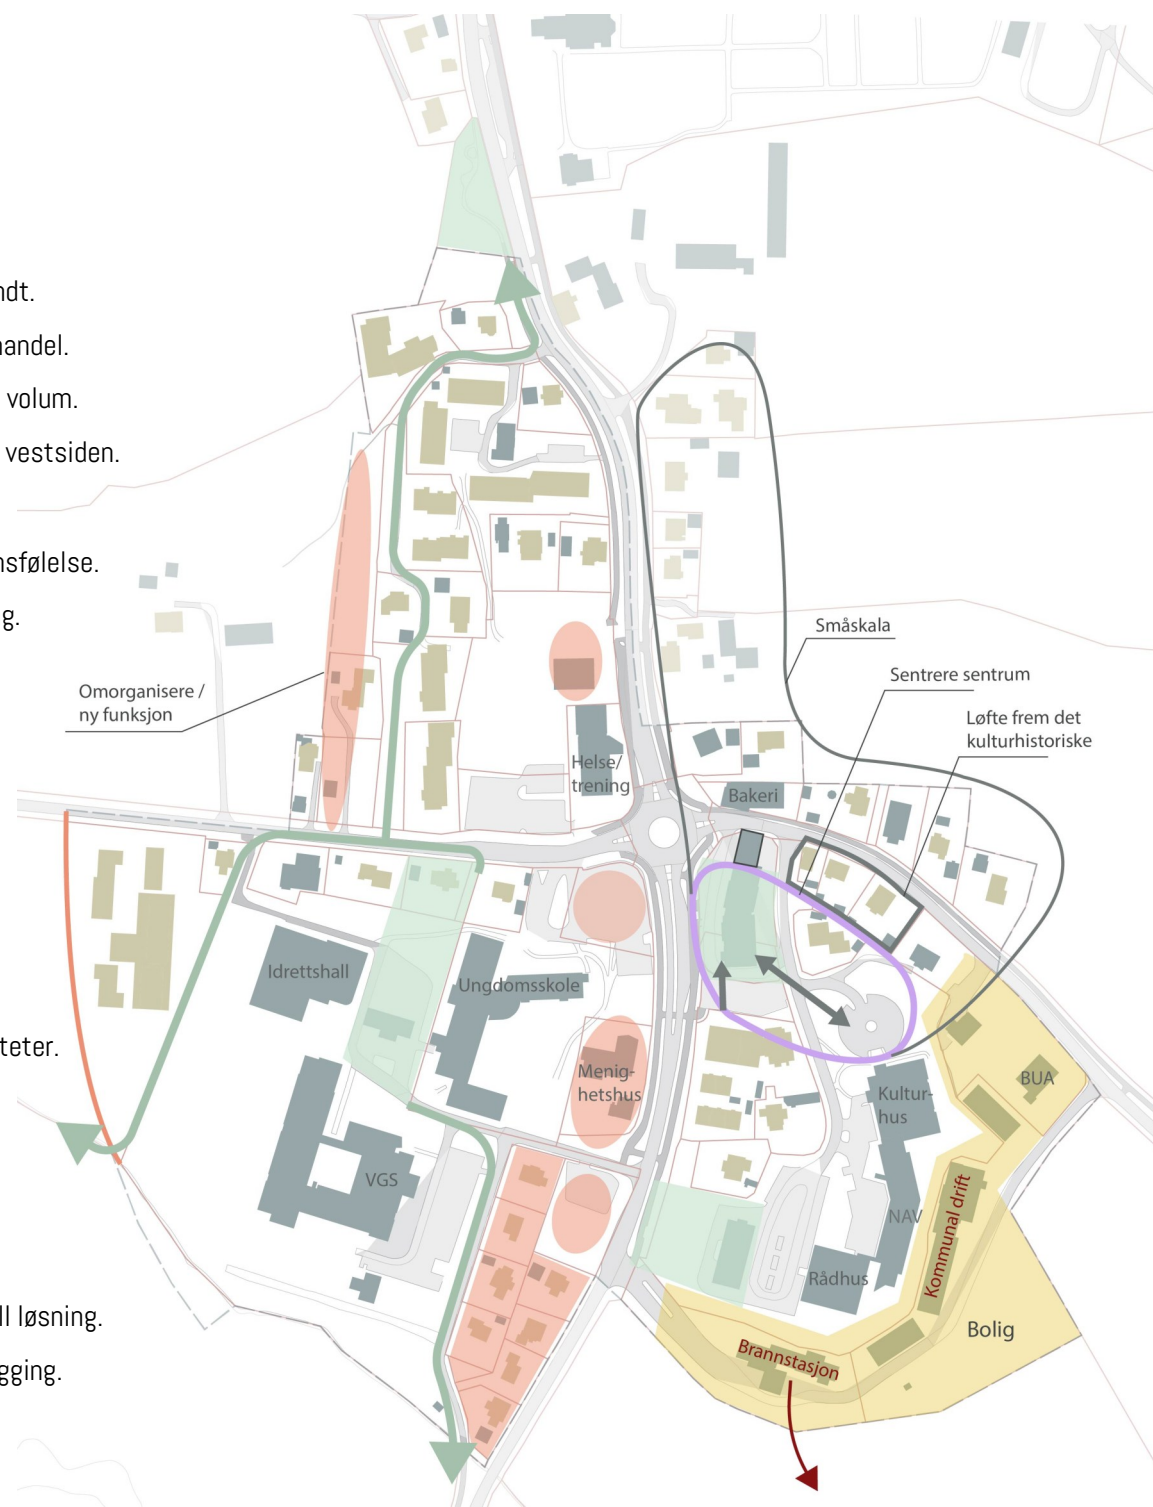 ndt.
handel.
volum.
vestsiden.
nsfølelse.
g.
Småskala
Sentrere sentrum
Omorganisere /
ny funksjon
Løfte frem det
kulturhistoriske
Helse/
trening
Bakeri
Idrettshall
Ungdomsskole
teter.
Menig-
hetshus
BUA
Kultur-
hus
VGS
Kommunal drift
NAV
Rådhus
ll løsning.
Bolig
Brannstasjon
gging.